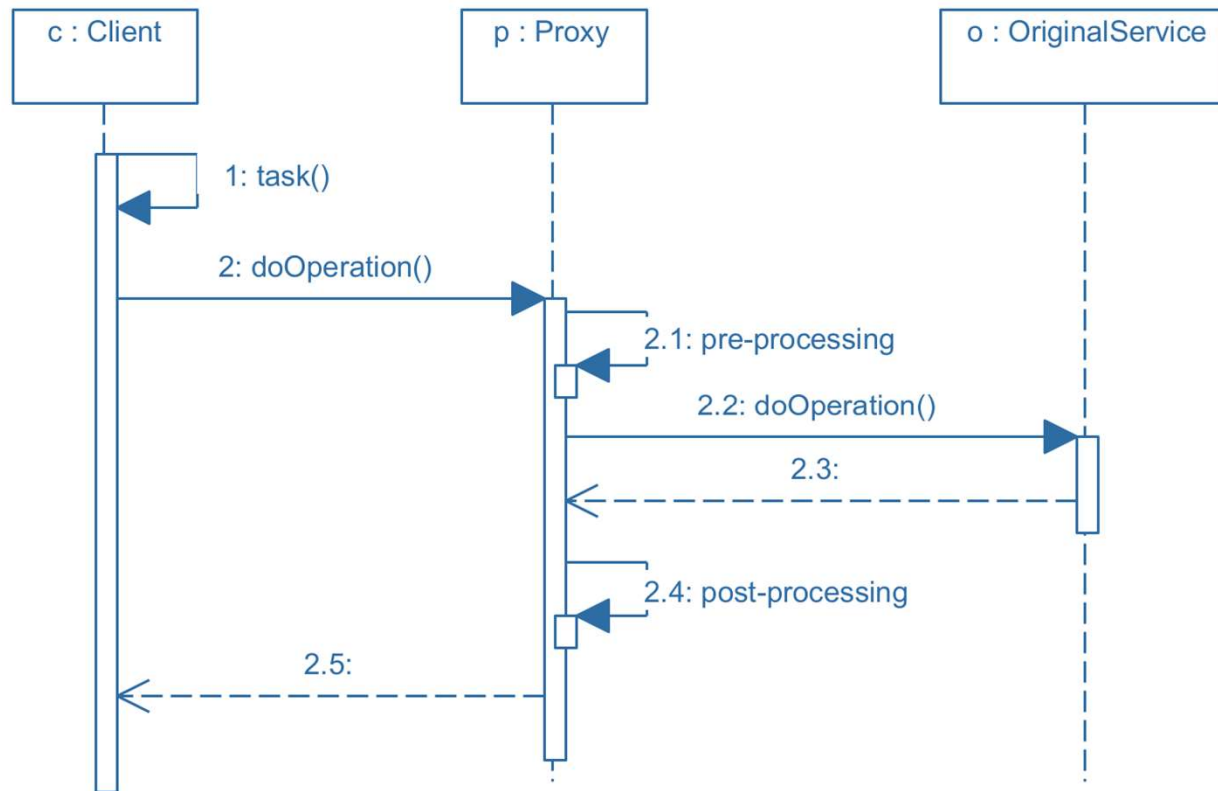 c : Client
p : Proxy
o : OriginalService
1: task()
2: doOperation()
2.1: pre-processing
2.2: doOperation()
2.3:
2.4: post-processing
2.5: